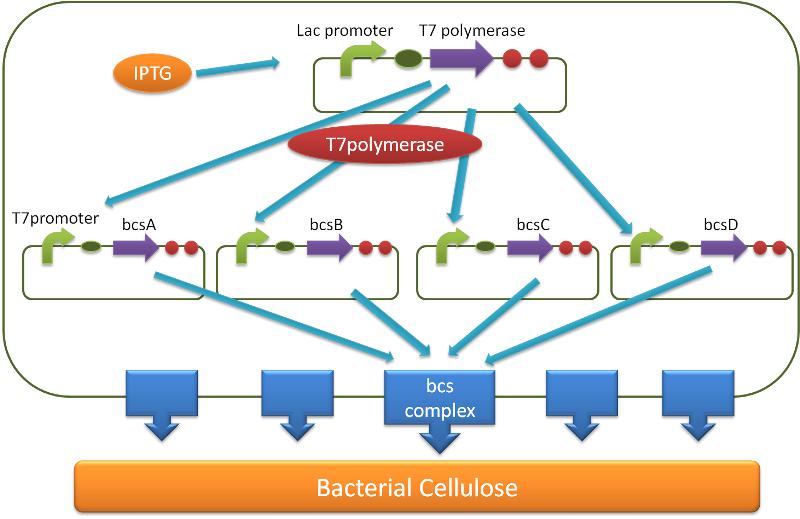 Lac promoter
T7 polymerase
IPTG
T7polymerase
T7promoter
bcsA
bcsB
bcsC
bcsD
bcs
complex
Bacterial Cellulose